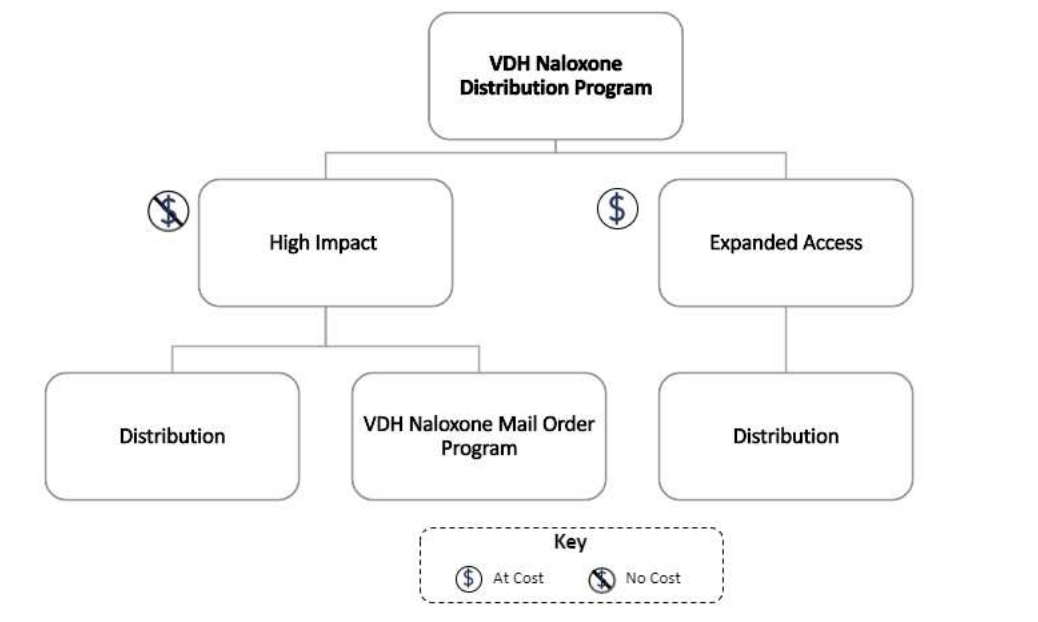 VDH Naloxone
Distribution Program
$
High Impact
$
Expanded Access
Distribution
VDH Naloxone Mail Order
Program
Distribution
Key
$ At Cost
$ No Cost